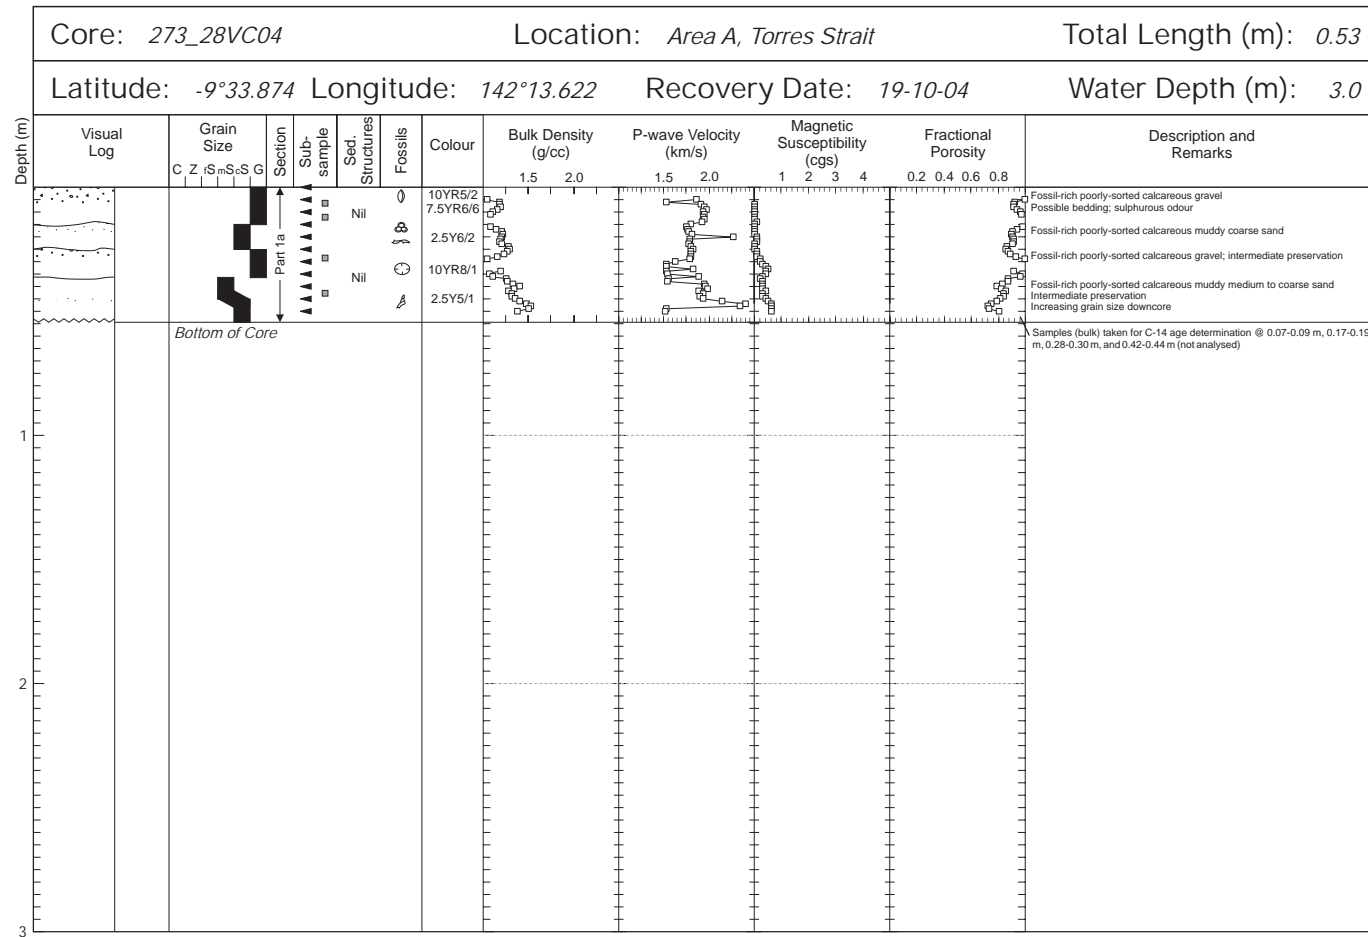 Core: 273_28VC04 Location: Area A, Torres Strait Total Length (m): 0.53
Latitude: -9°33.874 Longitude: 142°13.622 Recovery Date: 19-10-04 Water Depth (m): 3.0
Depth (m)
Visual
Log
Grain
Size
C Z fS mS cS G
Section
Sub-
sample
Sed.
Structures
Fossils
Colour
Bulk Density
(g/cc)
1.5 2.0
P-wave Velocity
(km/s)
1.5 2.0
Magnetic
Susceptibility
(cgs)
1 2 3 4
Fractional
Porosity
0.2 0.4 0.6 0.8
Description and
Remarks
Part 1a
Nil
Nil
10YR5/2
7.5YR6/6
2.5Y6/2
10YR8/1
2.5Y5/1
Fossil-rich poorly-sorted calcareous gravel
Possible bedding; sulphurous odour
Fossil-rich poorly-sorted calcareous muddy coarse sand
Fossil-rich poorly-sorted calcareous gravel; intermediate preservation
Fossil-rich poorly-sorted calcareous muddy medium to coarse sand
Intermediate preservation
Increasing grain size downcore
Bottom of Core
Samples (bulk) taken for C-14 age determination @ 0.07-0.09 m, 0.17-0.19
m, 0.28-0.30 m, and 0.42-0.44 m (not analysed)
1
2
3